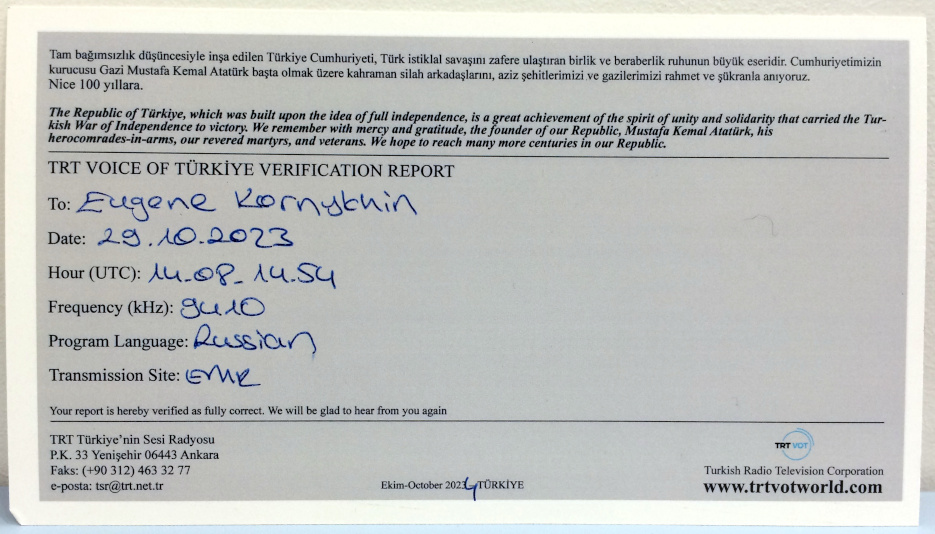 Tam bağımsızlık düşüncesiyle inşa edilen Türkiye Cumhuriyeti, Türk istiklal savaşını zafere ulaştıran birlik ve beraberlik ruhunun büyük eseridir. Cumhuriyetimizin
kurucusu Gazi Mustafa Kemal Atatürk başta olmak üzere kahraman silah arkadaşlarını, aziz şehitlerimizi ve gazilerimizi rahmet ve şükranla anıyoruz.
Nice 100 yıllara.
The Republic of Türkiye, which was built upon the idea of full independence, is a great achievement of the spirit of unity and solidarity that carried the Tur-
kish War of Independence to victory. We remember with mercy and gratitude, the founder of our Republic, Mustafa Kemal Atatürk, his
herocomrades-in-arms, our revered martyrs, and veterans. We hope to reach many more centuries in our Republic.
TRT VOICE OF TÜRKİYE VERIFICATION REPORT
To: Eugene Kornykhin
Date: 29.10.2023
Hour (UTC): 14.08_14.54
Frequency (kHz): 9410
Program Language: Russian
Transmission Site: EMR
Your report is hereby verified as fully correct. We will be glad to hear from you again
TRT Türkiye'nin Sesi Radyosu
P.K. 33 Yenişehir 06443 Ankara
Faks: (+90 312) 463 32 77
e-posta: tsr@trt.net.tr
Ekim-October 2024-TÜRKİYE
TRT VOT
Turkish Radio Television Corporation
www.trtvotworld.com